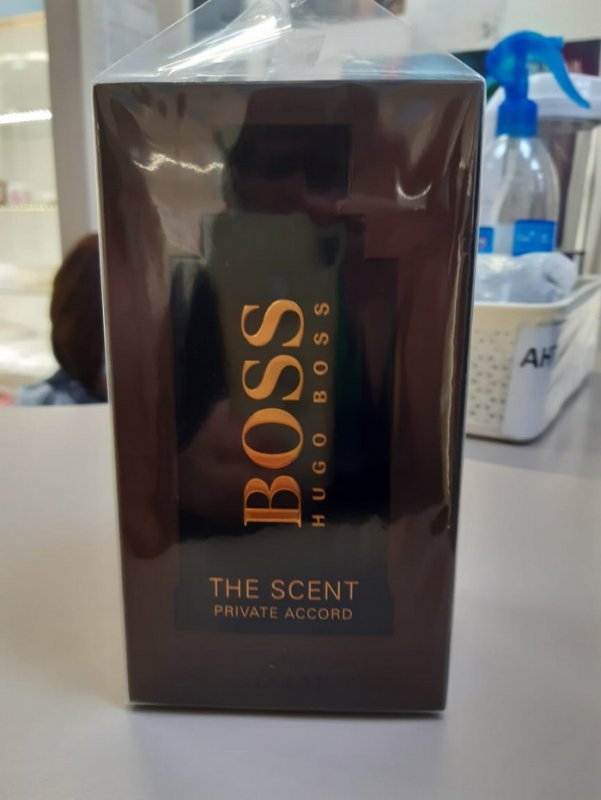 BOSS
HUGO BOSS
THE SCENT
PRIVATE ACCORD